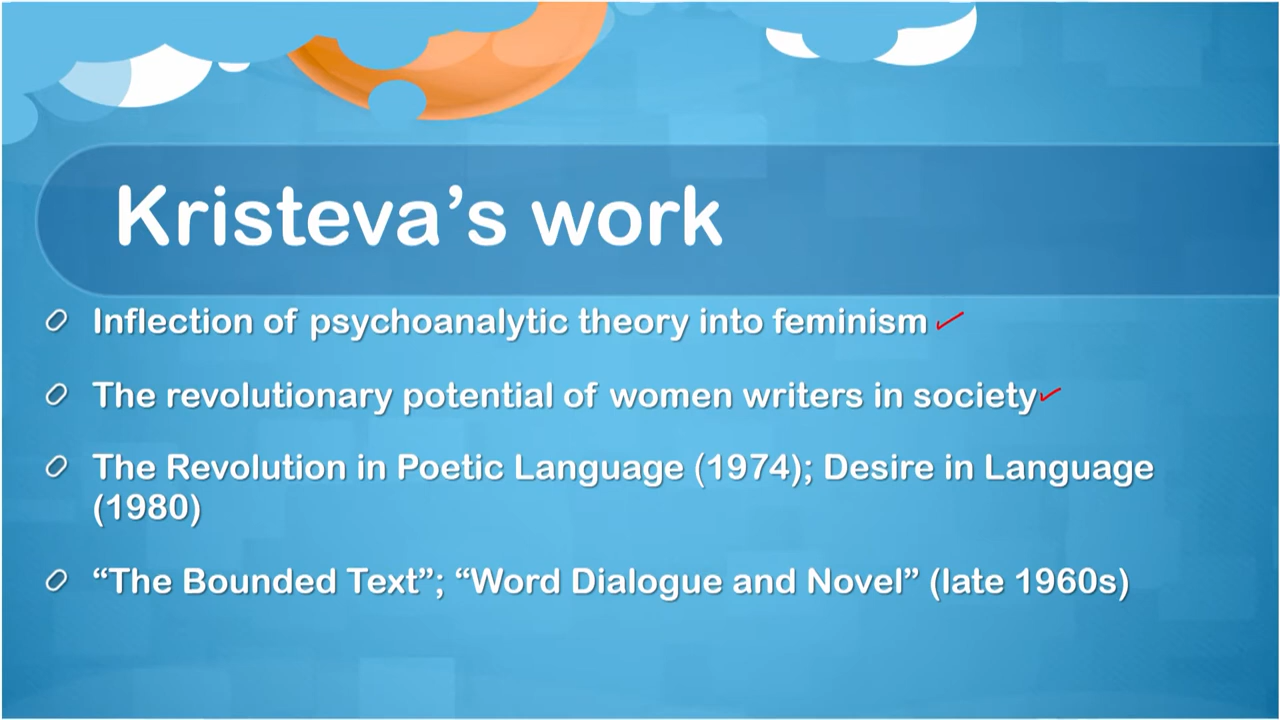 Kristeva’s work
Inflection of psychoanalytic theory into feminism
The revolutionary potential of women writers in society
The Revolution in Poetic Language (1974); Desire in Language
(1980)
“The Bounded Text”; “Word Dialogue and Novel” (late 1960s)